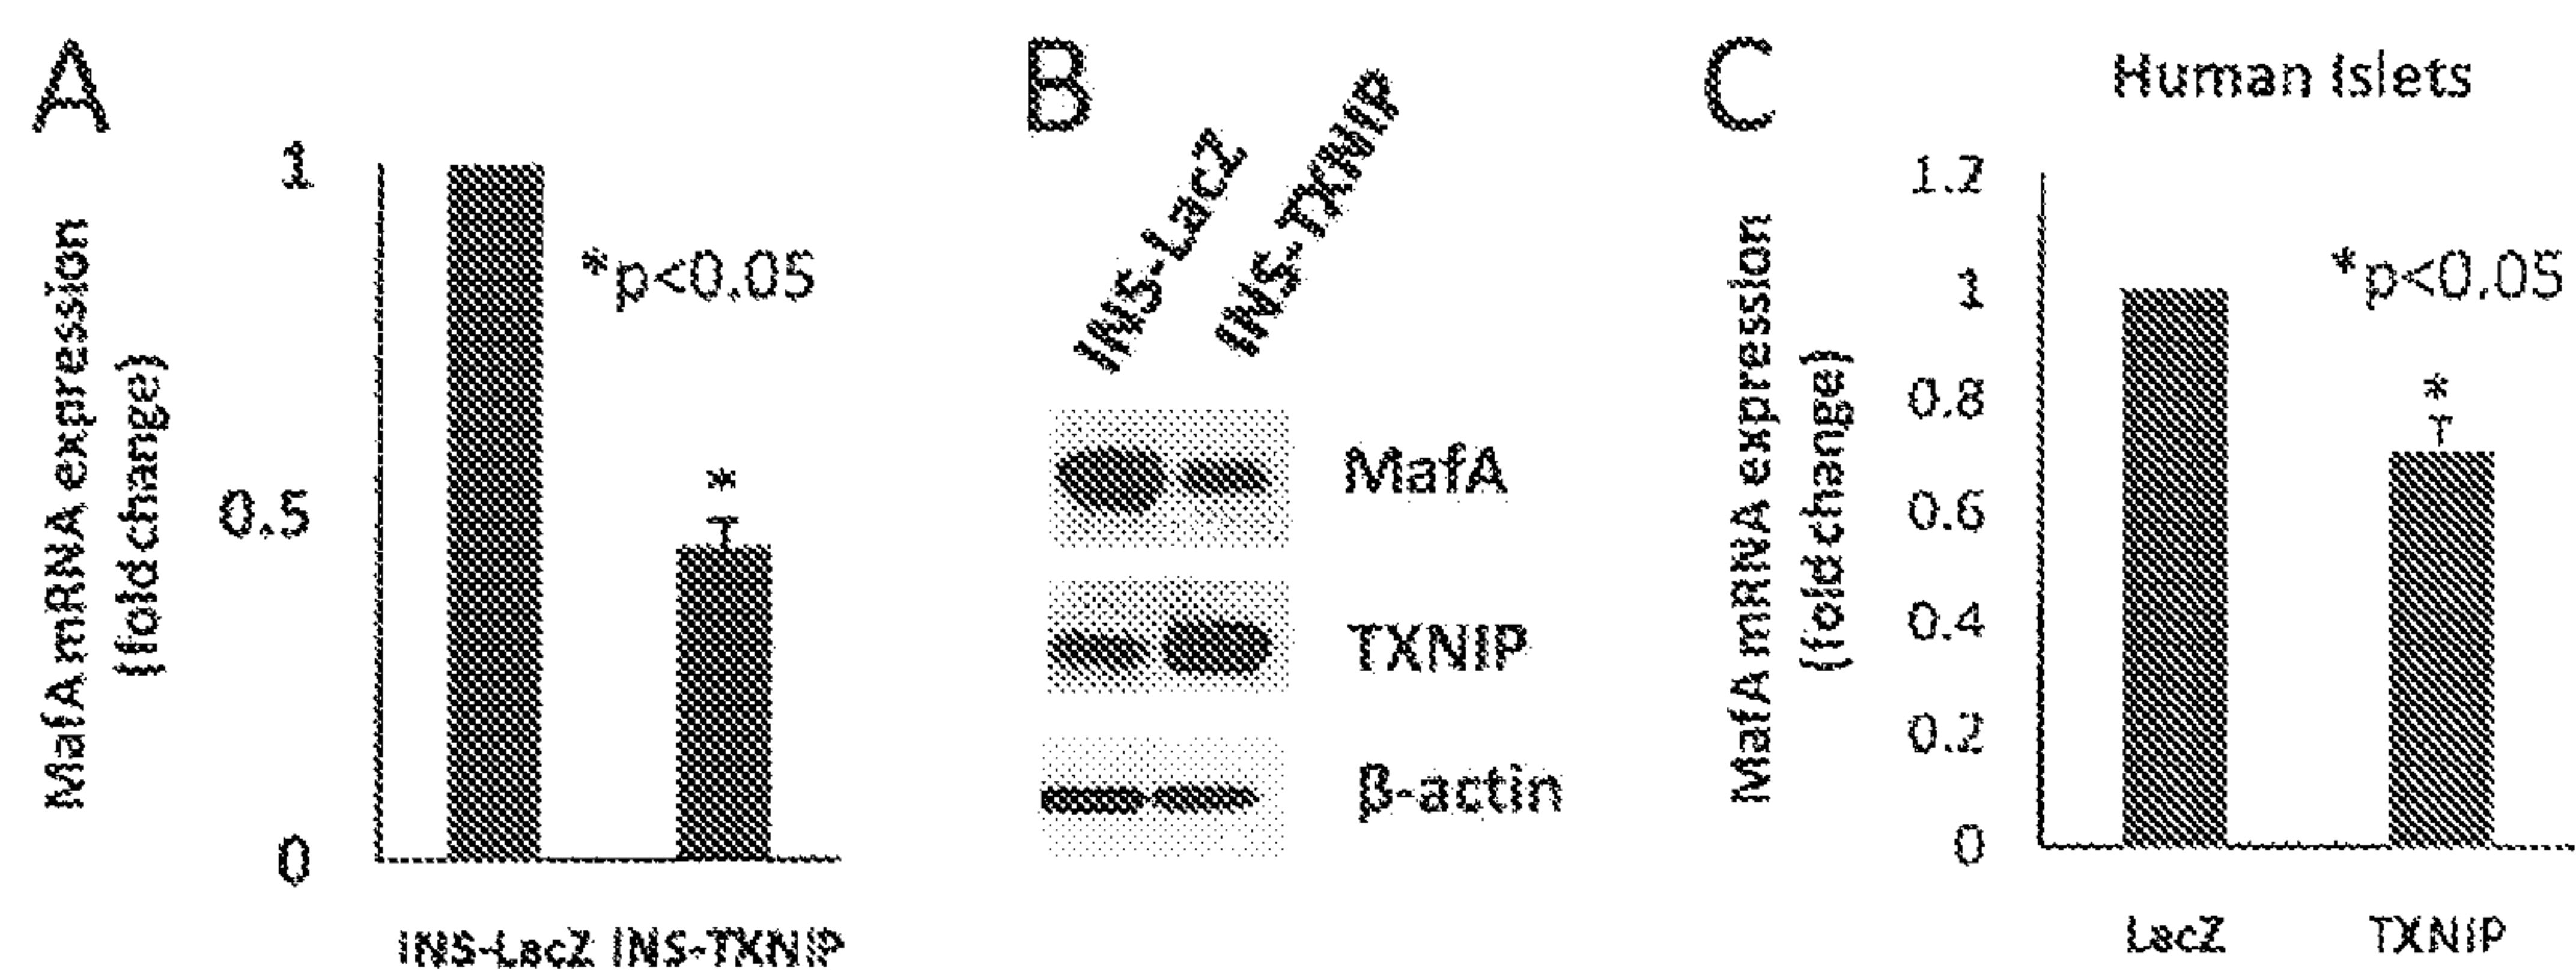 A
MafA mRNA expression
(fold change)
1
0.5
0
*p<0.05
*
INS-LacZ INS-TXNIP
B
INS-LacZ
INS-TXNIP
MafA
TXNIP
β-actin
C
Human Islets
MafA mRNA expression
(fold change)
1.2
1
0.8
0.6
0.4
0.2
0
*p<0.05
*
LacZ TXNIP